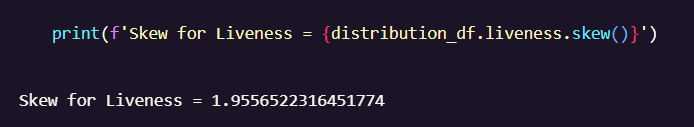 print(f'Skew for Liveness = {distribution_df.liveness.skew()}')
Skew for Liveness = 1.9556522316451774